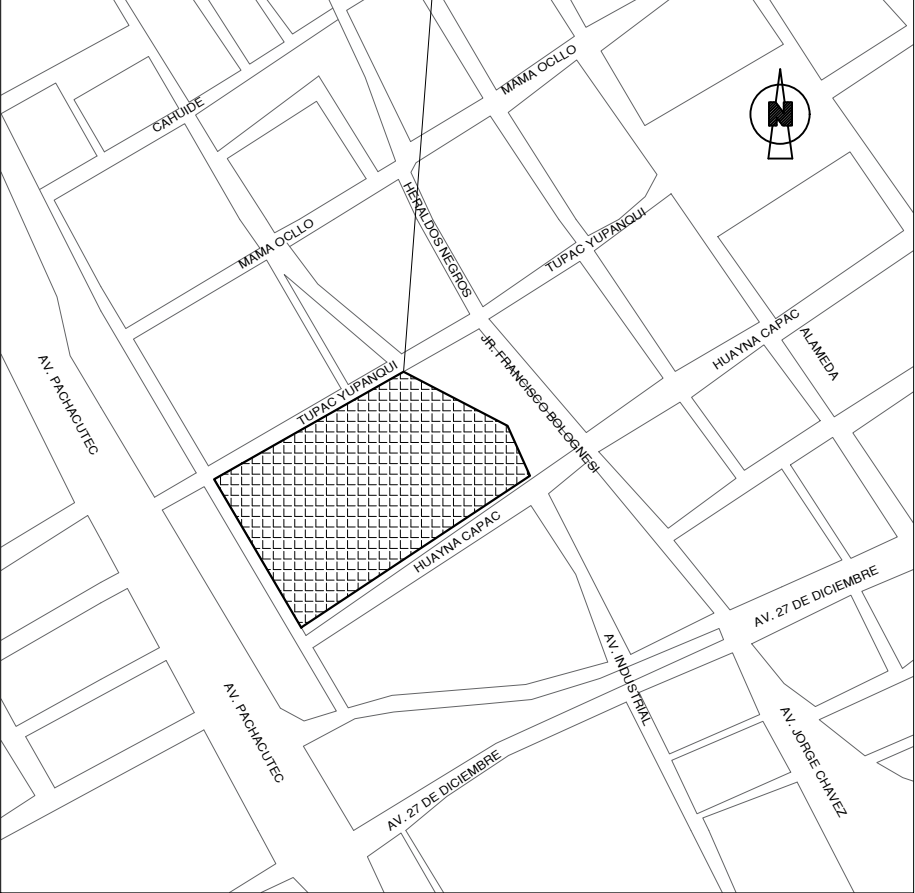 MAMA OCLLO
CAHUIDE
N
HERALDOS NEGROS
MAMA OCLLO
TUPAC YUPANQUI
HUAYNA CAPAC
ALAMEDA
JR. FRANCISCO BOLOGNESI
AV. PACHACUTEC
TUPAC YUPANQUI
HUAYNA CAPAC
AV. 27 DE DICIEMBRE
AV. INDUSTRIAL
AV. PACHACUTEC
AV. JORGE CHAVEZ
AV. 27 DE DICIEMBRE